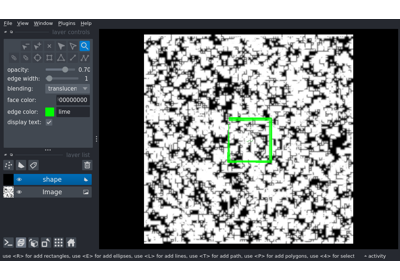 File View Window Plugins Help
layer controls
opacity: 0.70
edge width: 1
blending: translucen
face color: 00000000
edge color: lime
display text:
layer list
shape
Image
use <R> for add rectangles, use <E> for add ellipses, use <L> for add lines, use <T> for add path, use <P> for add polygons, use <4> for select activity